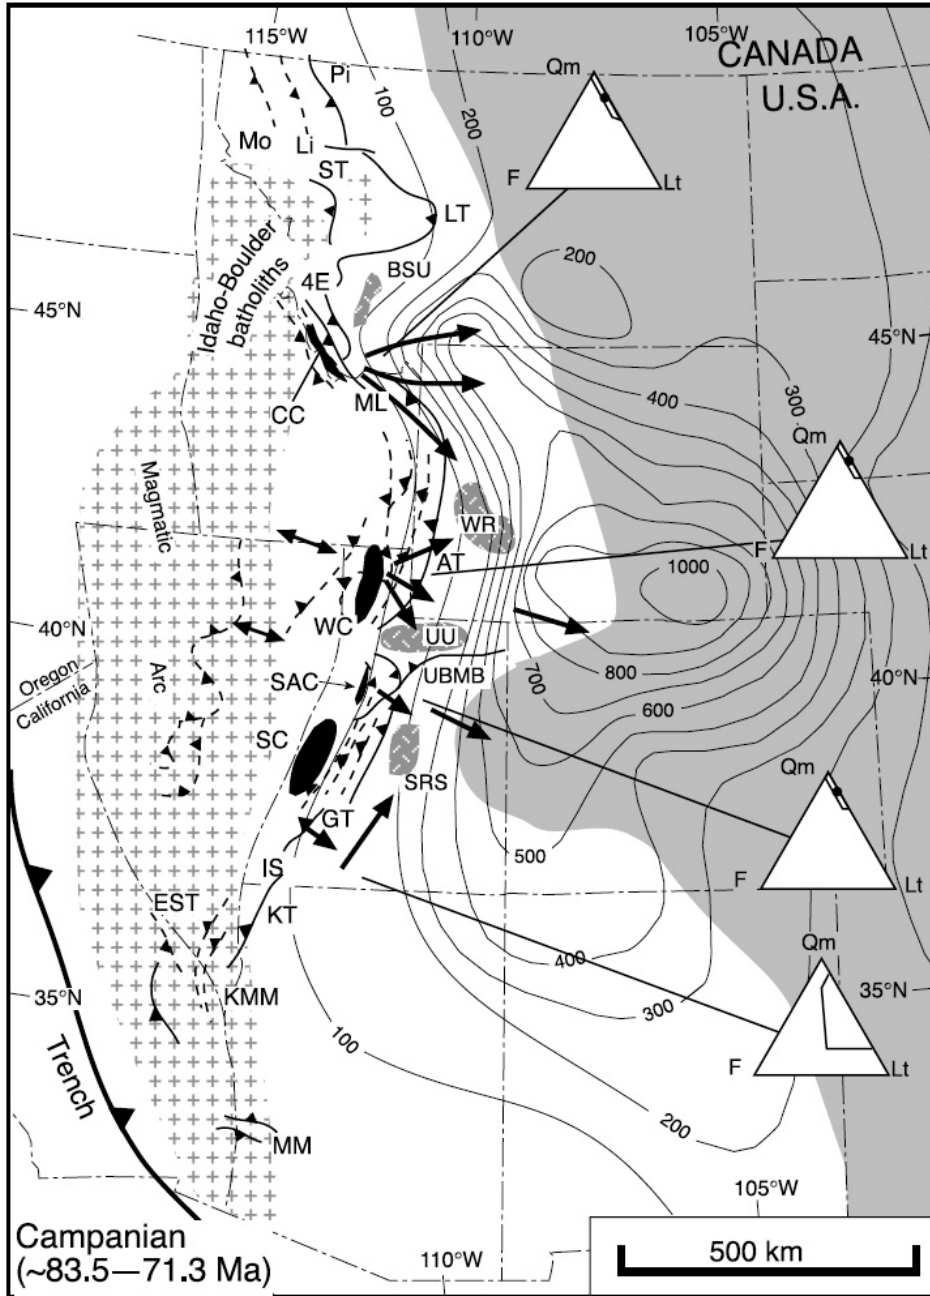 115°W
110°W
105°W
CANADA
U.S.A.
Pi
100
200
Qm
Mo
Li
ST
F
Lt
LT
200
BSU
4E
Idaho-Boulder
batholiths
45°N
45°N
300
400
CC
ML
Qm
Magmatic
WR
F
Lt
AT
1000
WC
40°N
UU
Oregon
California
Arc
SAC
UBMB
700
800
40°N
600
SC
Qm
SRS
GT
500
IS
F
Lt
EST
KT
Qm
400
35°N
KMM
300
35°N
100
F
Lt
Trench
200
MM
105°W
Campanian
(~83.5—71.3 Ma)
110°W
500 km